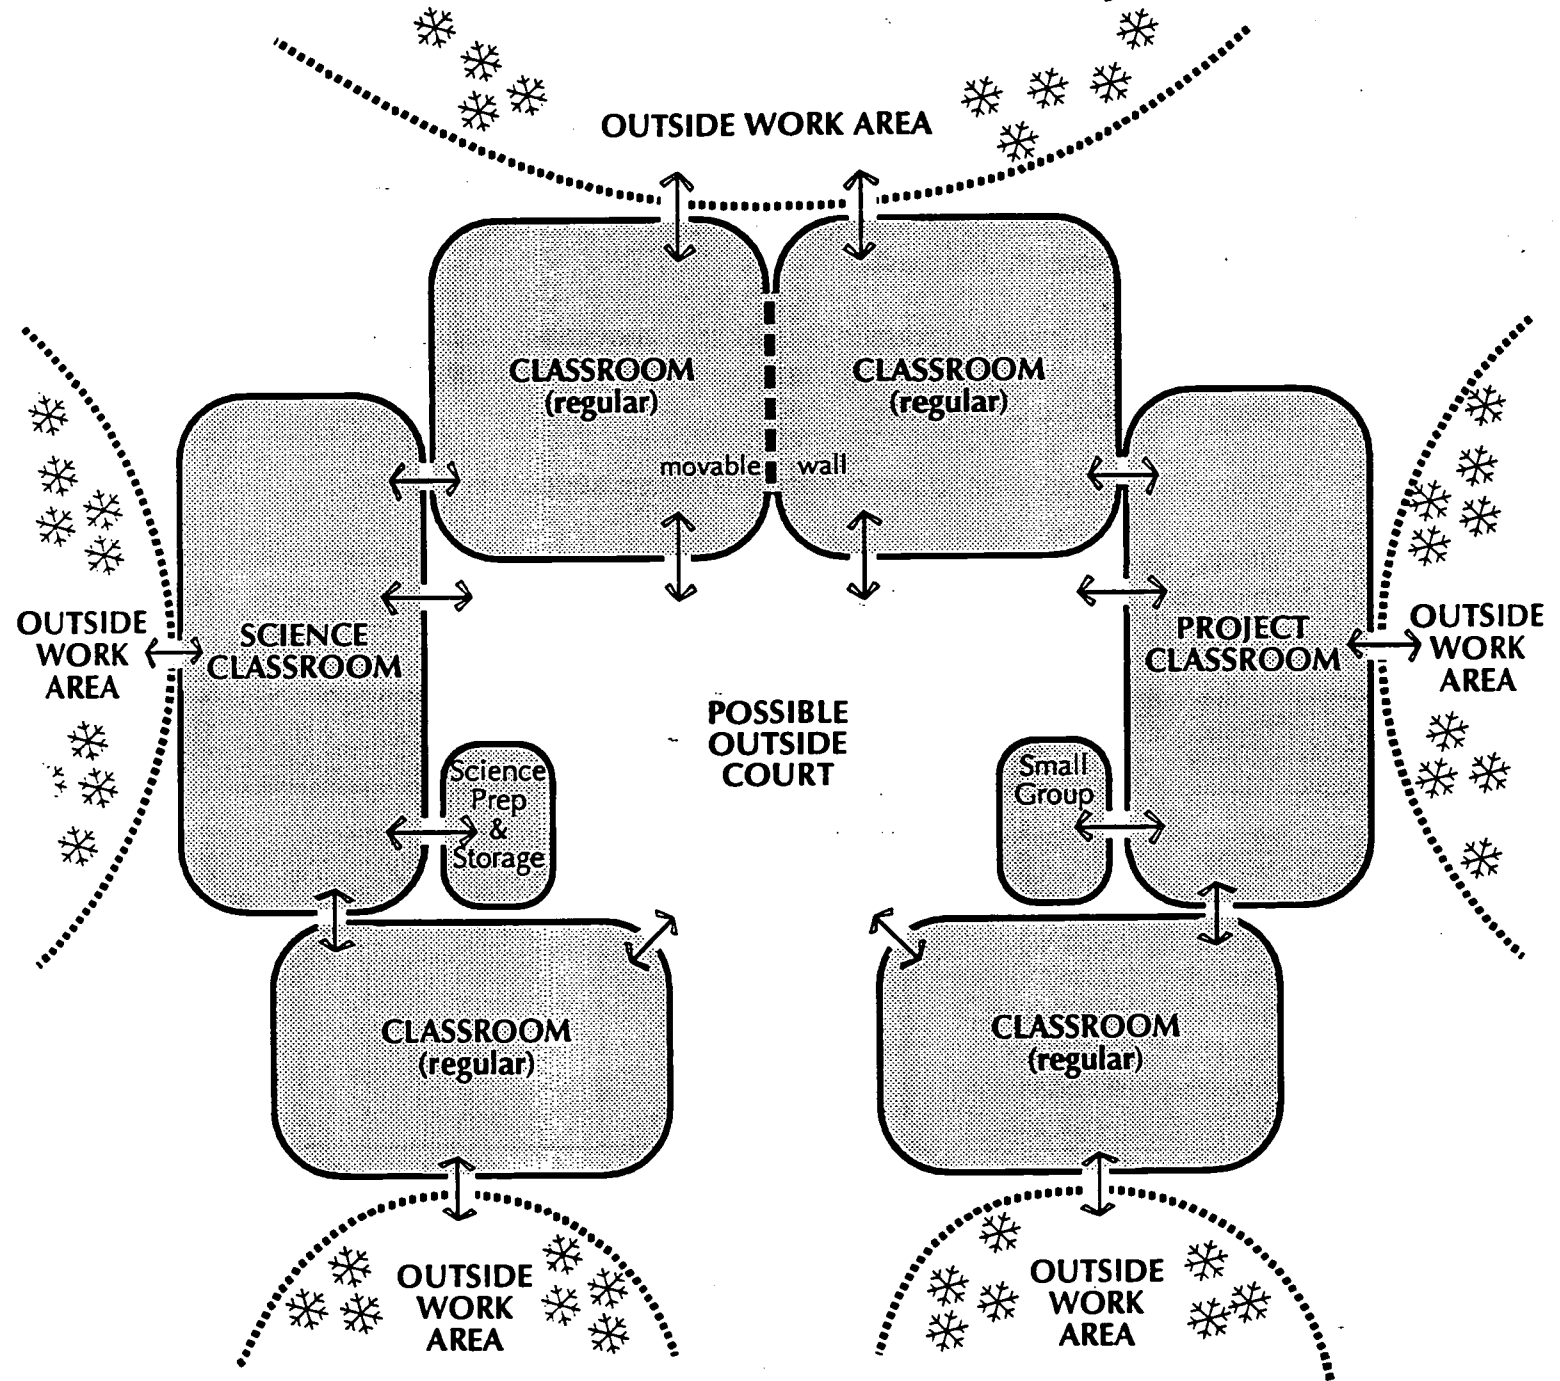 OUTSIDE WORK AREA
CLASSROOM
(regular)
CLASSROOM
(regular)
movable wall
OUTSIDE
WORK
AREA
SCIENCE
CLASSROOM
PROJECT
CLASSROOM
OUTSIDE
WORK
AREA
POSSIBLE
OUTSIDE
COURT
Science
Prep
&
Storage
Small
Group
CLASSROOM
(regular)
CLASSROOM
(regular)
OUTSIDE
WORK
AREA
OUTSIDE
WORK
AREA